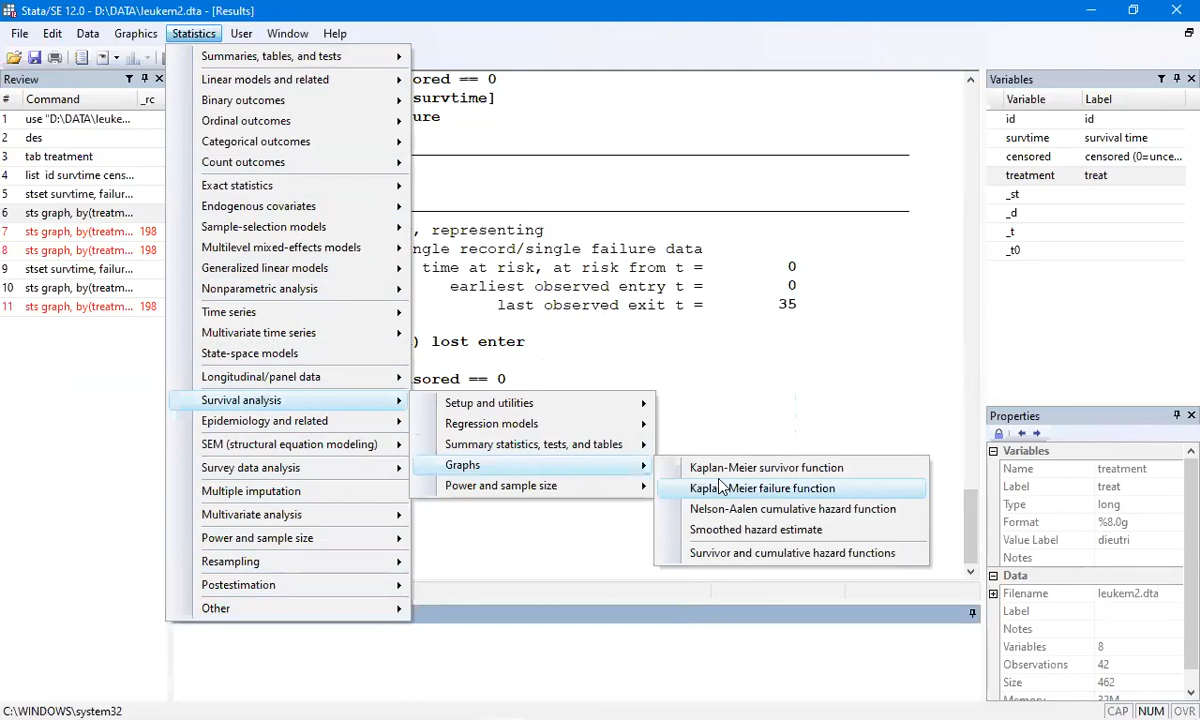 Stata/SE 12.0 - D:\DATA\leukem2.dta - [Results]
File Edit Data Graphics Statistics User Window Help
Review
# Command _rc
1 use "D:\DATA\leuke...
2 des
3 tab treatment
4 list id survtime cens...
5 stset survtime, failur...
6 sts graph, by(treatm...
7 sts graph, by(treatm... 198
8 sts graph, by(treatm... 198
9 stset survtime, failur...
10 sts graph, by(treatm...
11 sts graph, by(treatm... 198
Summaries, tables, and tests
Linear models and related
Binary outcomes
Ordinal outcomes
Categorical outcomes
Count outcomes
Exact statistics
Endogenous covariates
Sample-selection models
Multilevel mixed-effects models
Generalized linear models
Nonparametric analysis
Time series
Multivariate time series
State-space models
Longitudinal/panel data
Survival analysis
Epidemiology and related
SEM (structural equation modeling)
Survey data analysis
Multiple imputation
Multivariate analysis
Power and sample size
Resampling
Postestimation
Other
Setup and utilities
Regression models
Summary statistics, tests, and tables
Graphs
Power and sample size
Kaplan-Meier survivor function
Kaplan-Meier failure function
Nelson-Aalen cumulative hazard function
Smoothed hazard estimate
Survivor and cumulative hazard functions
ored == 0
survtime]
ure
, representing
ngle record/single failure data
time at risk, at risk from t = 0
earliest observed entry t = 0
last observed exit t = 35
) lost enter
sored == 0
Variables
Variable Label
id id
survtime survival time
censored censored (0=unce...
treatment treat
_st
_d
_t
_t0
Properties
Variables
Name treatment
Label treat
Type long
Format %8.0g
Value Label dieutri
Notes
Data
Filename leukem2.dta
Label
Notes
Variables 8
Observations 42
Size 462
Memory 32M
C:\WINDOWS\system32
CAP NUM OVR